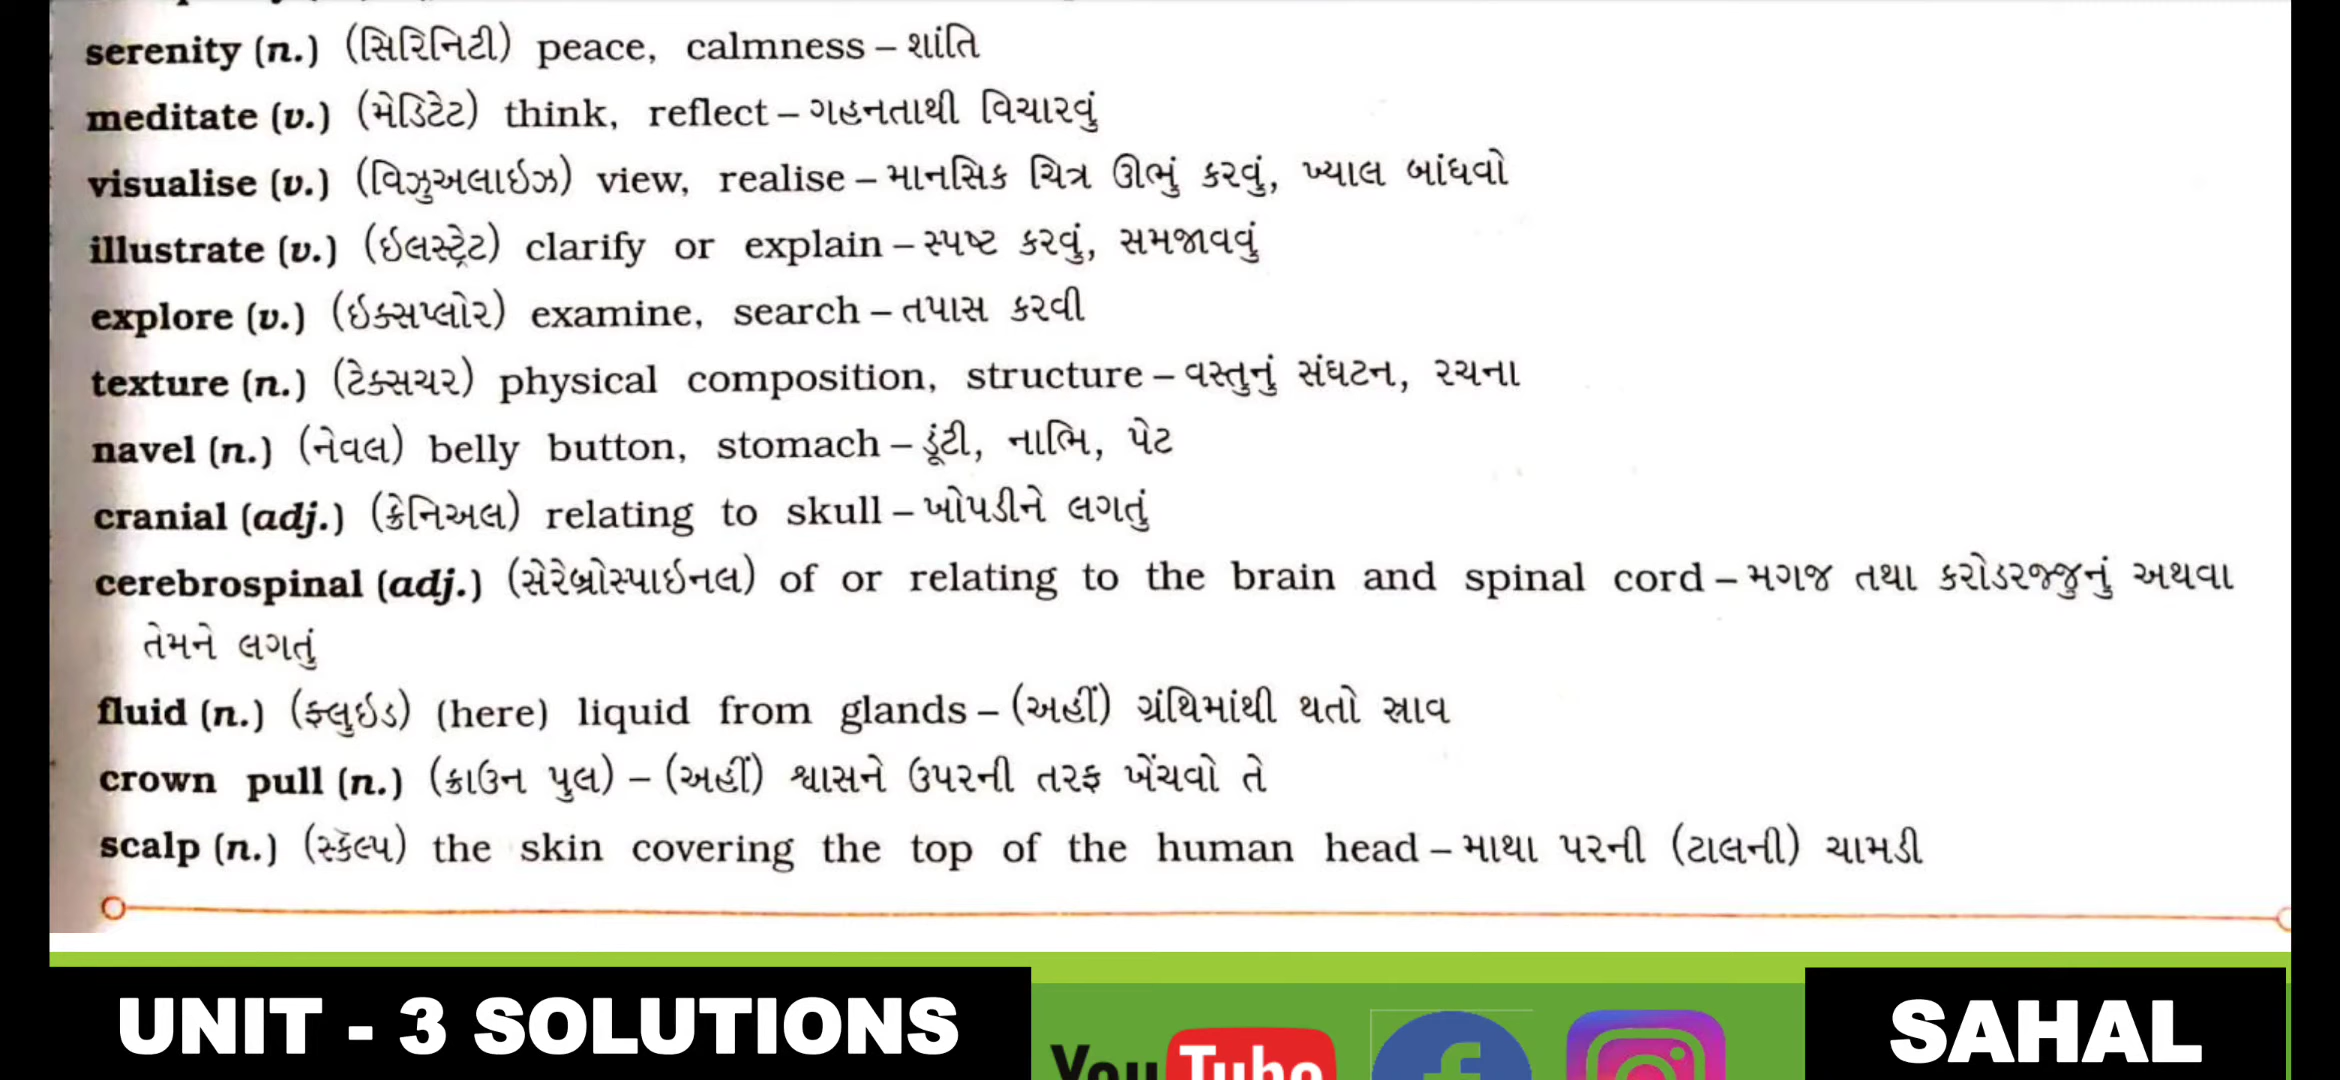 serenity (n.) (સિરિનિટી) peace, calmness – શાંતિ
meditate (v.) (મેડિટેટ) think, reflect – ગહનતાથી વિચારવું
visualise (v.) (વિઝુઅલાઇઝ) view, realise – માનસિક ચિત્ર ઊભું કરવું, ખ્યાલ બાંધવો
illustrate (v.) (ઇલસ્ટ્રેટ) clarify or explain – સ્પષ્ટ કરવું, સમજાવવું
explore (v.) (ઇક્સપ્લોર) examine, search – તપાસ કરવી
texture (n.) (ટેક્સચર) physical composition, structure – વસ્તુનું સંઘટન, રચના
navel (n.) (નેવલ) belly button, stomach – ડૂંટી, નાભિ, પેટ
cranial (adj.) (ક્રેનિઅલ) relating to skull – ખોપડીને લગતું
cerebrospinal (adj.) (સેરેબ્રોસ્પાઇનલ) of or relating to the brain and spinal cord – મગજ તથા કરોડરજ્જુનું અથવા
તેમને લગતું
fluid (n.) (ફ્લુઇડ) (here) liquid from glands – (અહીં) ગ્રંથિમાંથી થતો સ્રાવ
crown pull (n.) (ક્રાઉન પુલ) – (અહીં) શ્વાસને ઉપરની તરફ ખેંચવો તે
scalp (n.) (સ્કૅલ્પ) the skin covering the top of the human head – માથા પરની (ટાલની) ચામડી
UNIT - 3 SOLUTIONS
YouTube
SAHAL